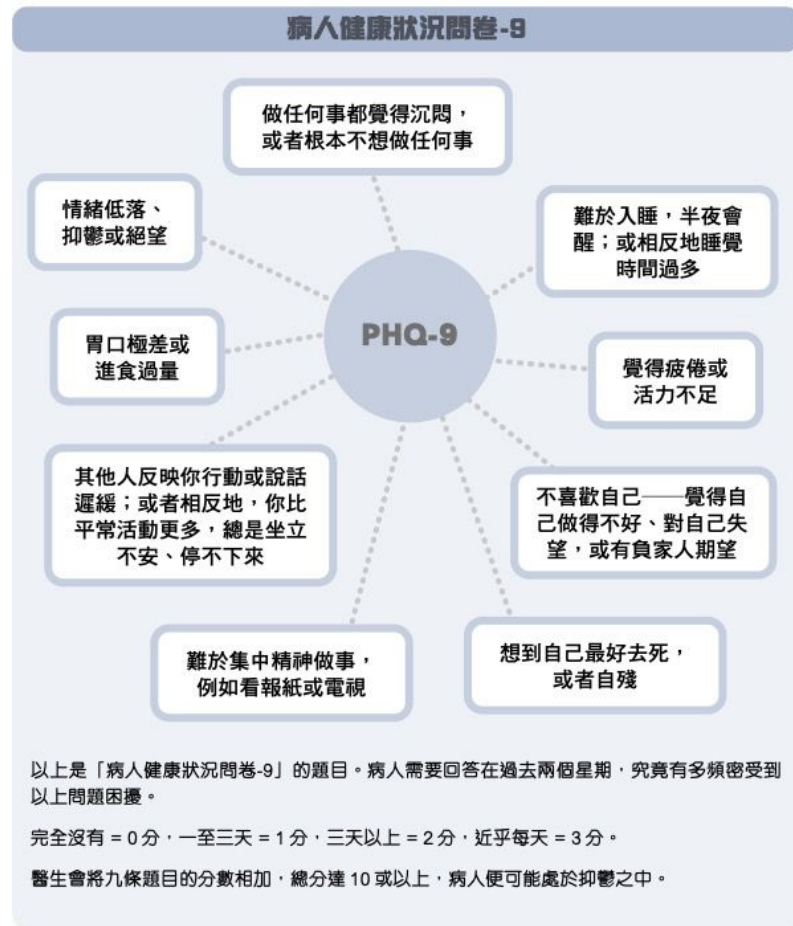 病人健康狀況問卷-9
做任何事都覺得沉悶，
或者根本不想做任何事
情緒低落、
抑鬱或絕望
難於入睡，半夜會
醒；或相反地睡覺
時間過多
PHQ-9
胃口極差或
進食過量
覺得疲倦或
活力不足
其他人反映你行動或說話
遲緩；或者相反地，你比
平常活動更多，總是坐立
不安、停不下來
不喜歡自己──覺得自
己做得不好、對自己失
望，或有負家人期望
難於集中精神做事，
例如看報紙或電視
想到自己最好去死，
或者自殘
以上是「病人健康狀況問卷-9」的題目。病人需要回答在過去兩個星期，究竟有多頻密受到
以上問題困擾。
完全沒有 = 0 分，一至三天 = 1 分，三天以上 = 2 分，近乎每天 = 3 分。
醫生會將九條題目的分數相加，總分達 10 或以上，病人便可能處於抑鬱之中。